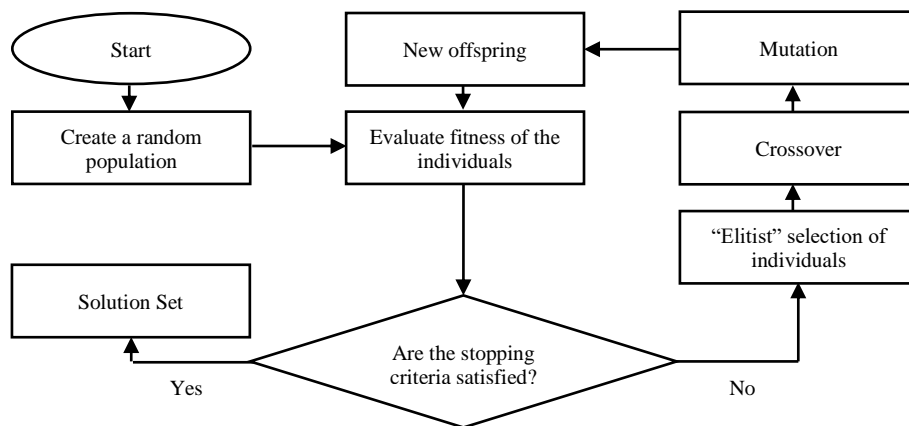 Start
New offspring
Mutation
Create a random
population
Evaluate fitness of the
individuals
Crossover
“Elitist” selection of
individuals
Solution Set
Are the stopping
criteria satisfied?
Yes
No